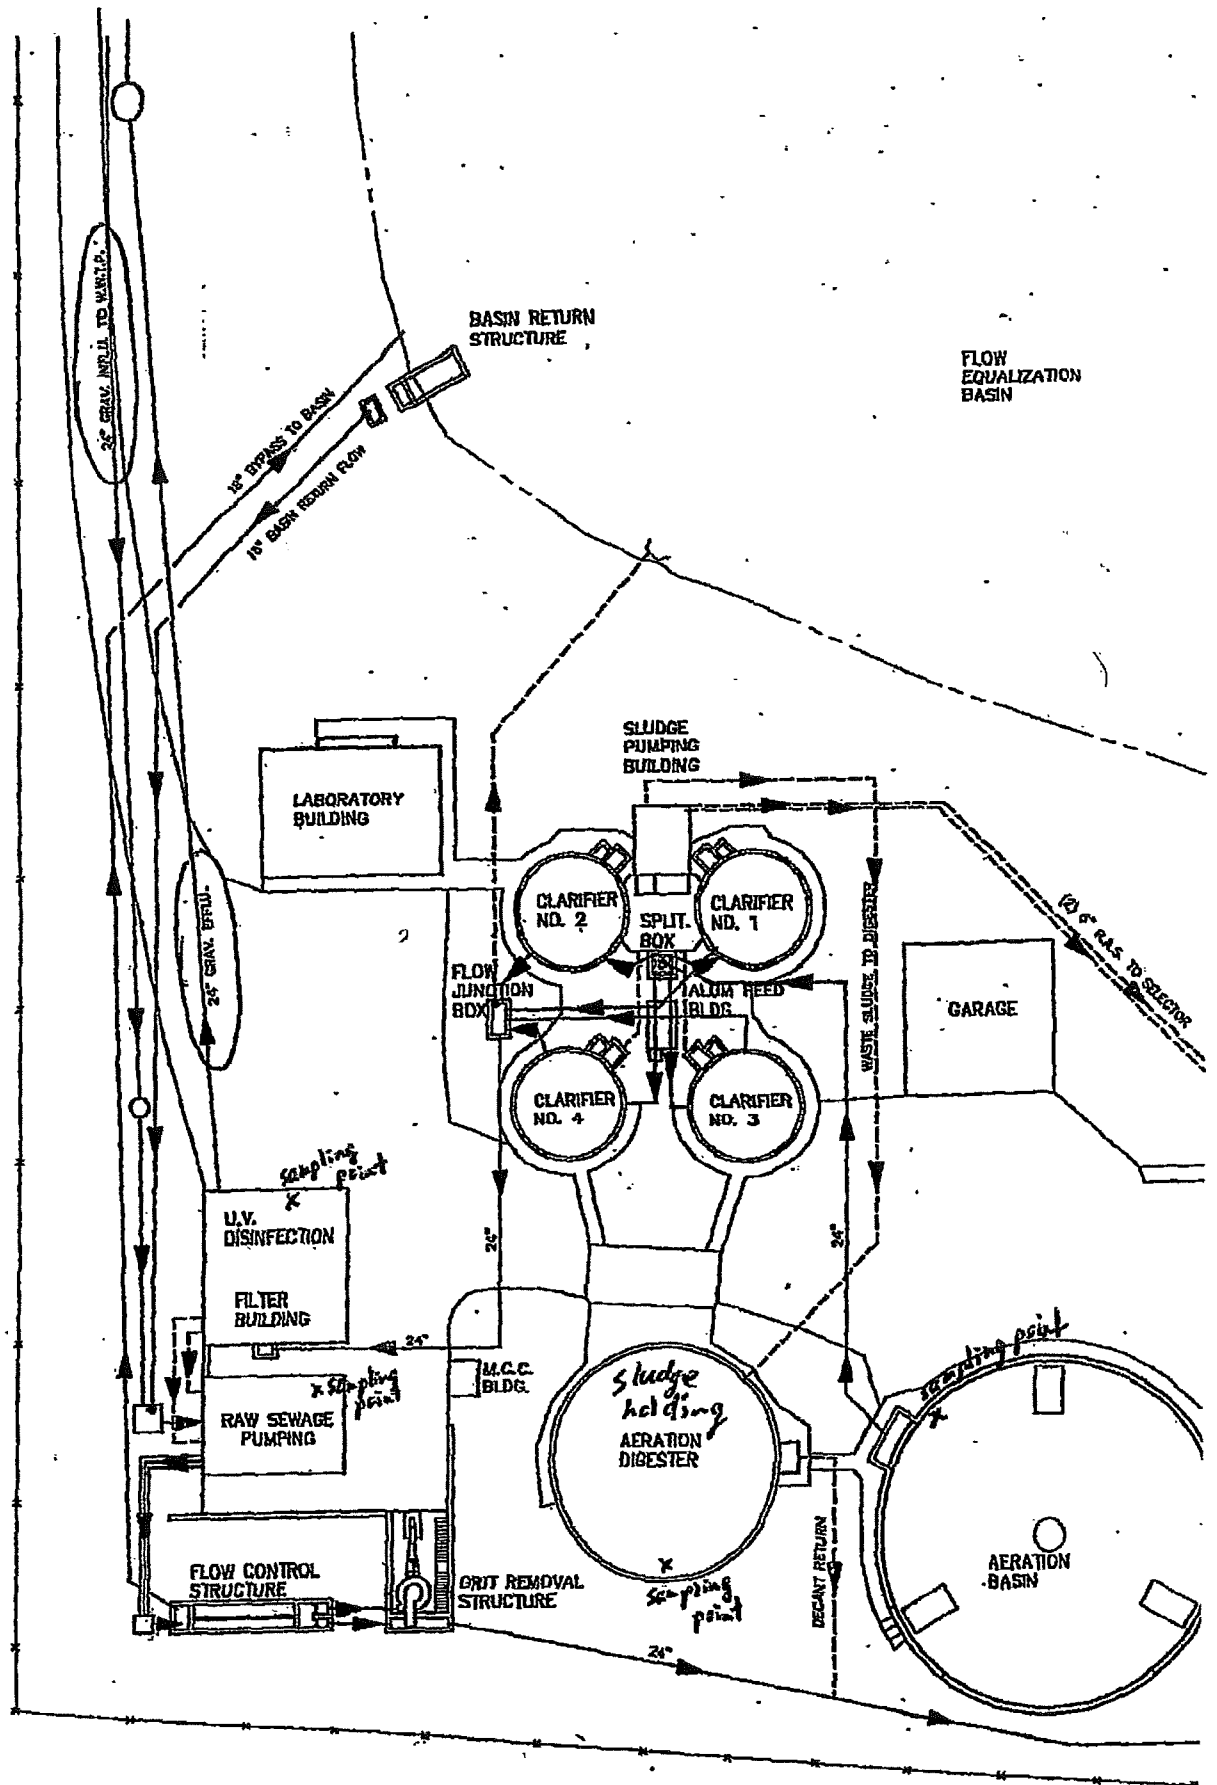 24" GRAV. INFLU. TO W.W.T.P.
BASIN RETURN
STRUCTURE
FLOW
EQUALIZATION
BASIN
18" BYPASS TO BASIN
18" BASIN RETURN FLOW
SLUDGE
PUMPING
BUILDING
LABORATORY
BUILDING
CLARIFIER
NO. 2
CLARIFIER
NO. 1
SPLIT.
BOX
24" GRAV. EFFLU.
WASTE SLUDGE TO DIGESTER
(2) 6" R.A.S. TO SELECTOR
FLOW
JUNCTION
BOX
ALUM FEED
BLDG.
GARAGE
CLARIFIER
NO. 4
CLARIFIER
NO. 3
sampling
point
x
U.V.
DISINFECTION
24"
24"
FILTER
BUILDING
24"
M.C.C.
BLDG.
x sampling
point
sampling point
x
sludge
holding
AERATION
DIGESTER
RAW SEWAGE
PUMPING
x
sampling
point
DECANT RETURN
AERATION
BASIN
FLOW CONTROL
STRUCTURE
GRIT REMOVAL
STRUCTURE
24"